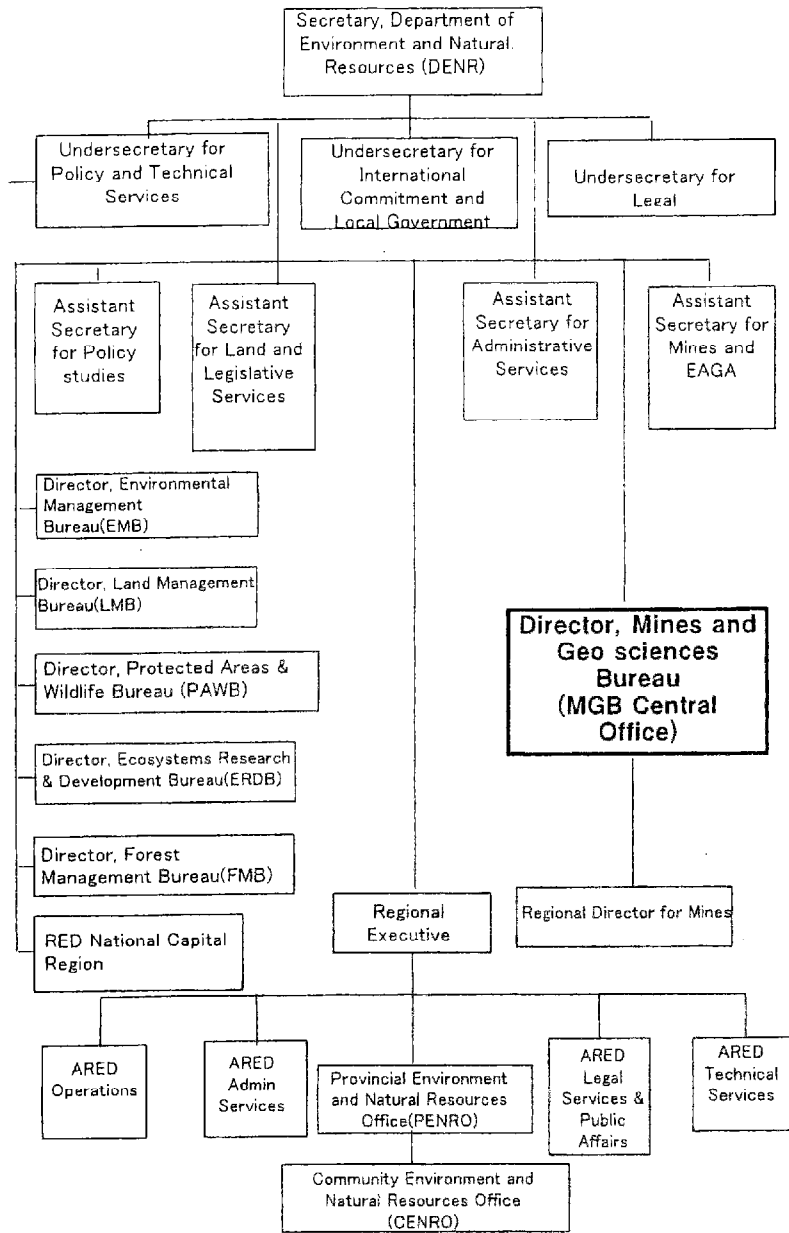 Secretary, Department of
Environment and Natural.
Resources (DENR)
Undersecretary for
Policy and Technical
Services
Undersecretary for
International
Commitment and
Local Government
Undersecretary for
Legal
Assistant
Secretary
for Policy
studies
Assistant
Secretary
for Land and
Legislative
Services
Assistant
Secretary for
Administrative
Services
Assistant
Secretary for
Mines and
EAGA
Director, Environmental
Management
Bureau(EMB)
Director, Land Management
Bureau(LMB)
Director, Protected Areas &
Wildlife Bureau (PAWB)
Director, Ecosystems Research
& Development Bureau(ERDB)
Director, Forest
Management Bureau(FMB)
RED National Capital
Region
Director, Mines and
Geo sciences
Bureau
(MGB Central
Office)
Regional
Executive
Regional Director for Mines
ARED
Operations
ARED
Admin
Services
Provincial Environment
and Natural Resources
Office(PENRO)
ARED
Legal
Services &
Public
Affairs
ARED
Technical
Services
Community Environment and
Natural Resources Office
(CENRO)